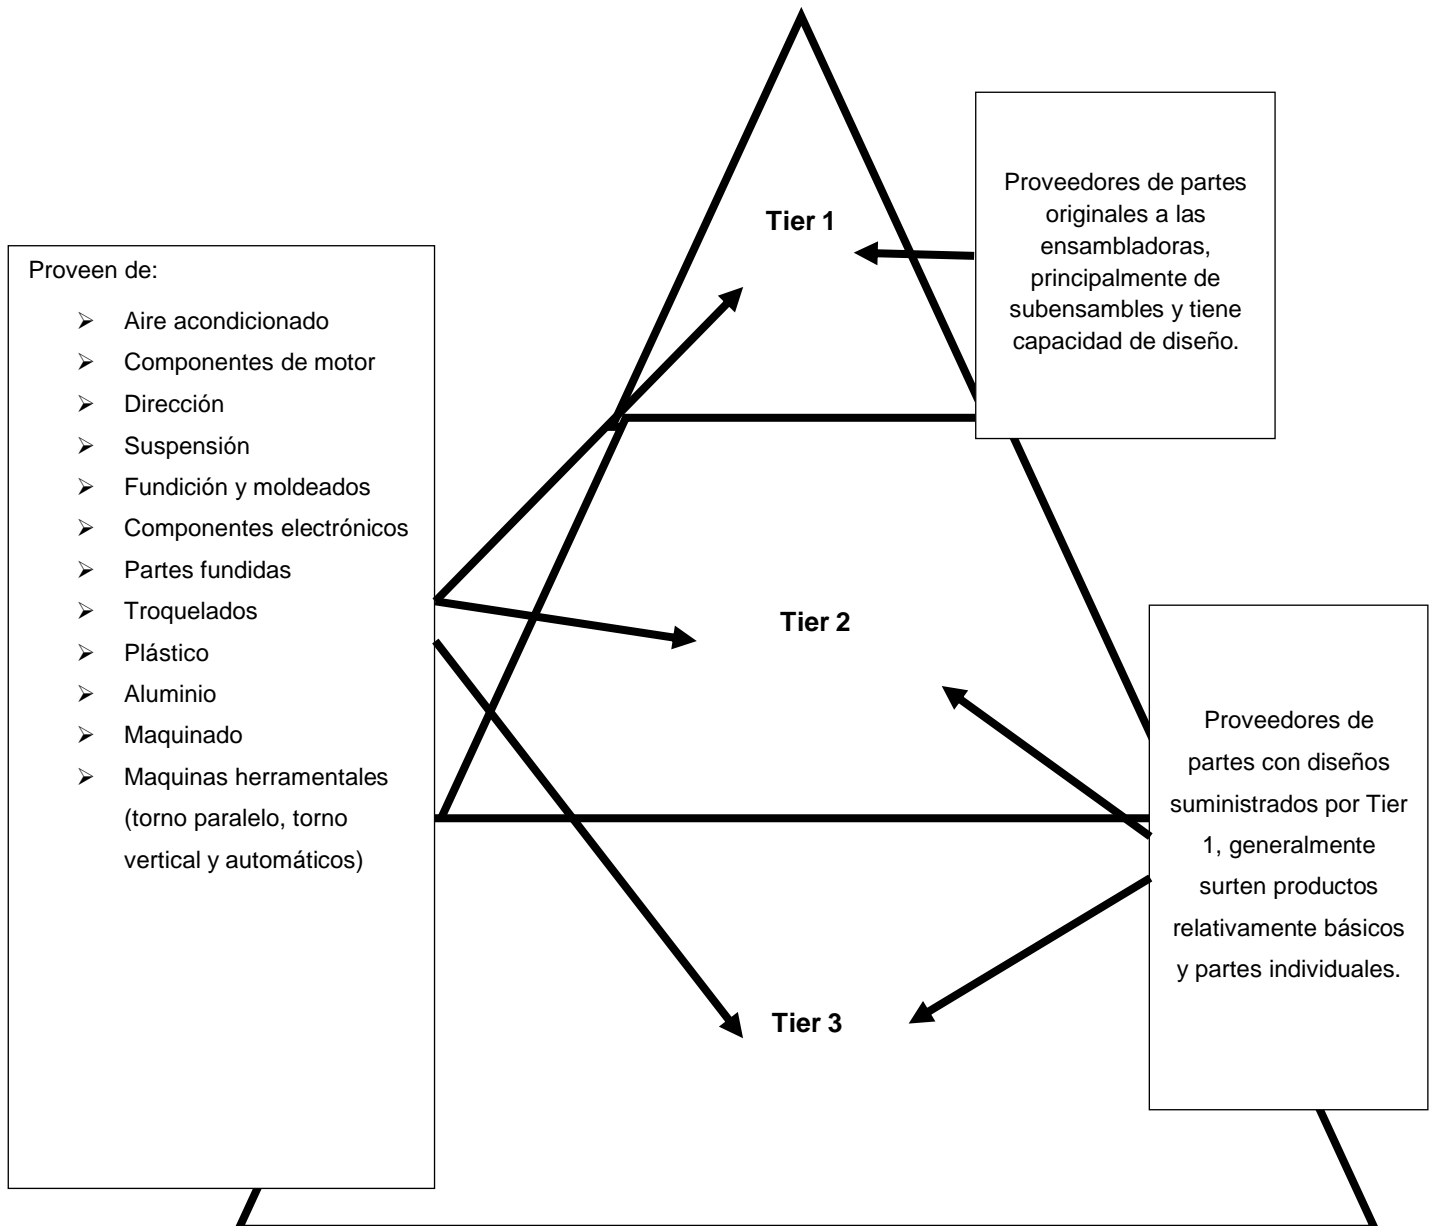 Tier 1
Proveedores de partes
originales a las
ensambladoras,
principalmente de
subensambles y tiene
capacidad de diseño.
Proveen de:
➢ Aire acondicionado
➢ Componentes de motor
➢ Dirección
➢ Suspensión
➢ Fundición y moldeados
➢ Componentes electrónicos
➢ Partes fundidas
➢ Troquelados
➢ Plástico
➢ Aluminio
➢ Maquinado
➢ Maquinas herramentales
(torno paralelo, torno
vertical y automáticos)
Tier 2
Proveedores de
partes con diseños
suministrados por Tier
1, generalmente
surten productos
relativamente básicos
y partes individuales.
Tier 3